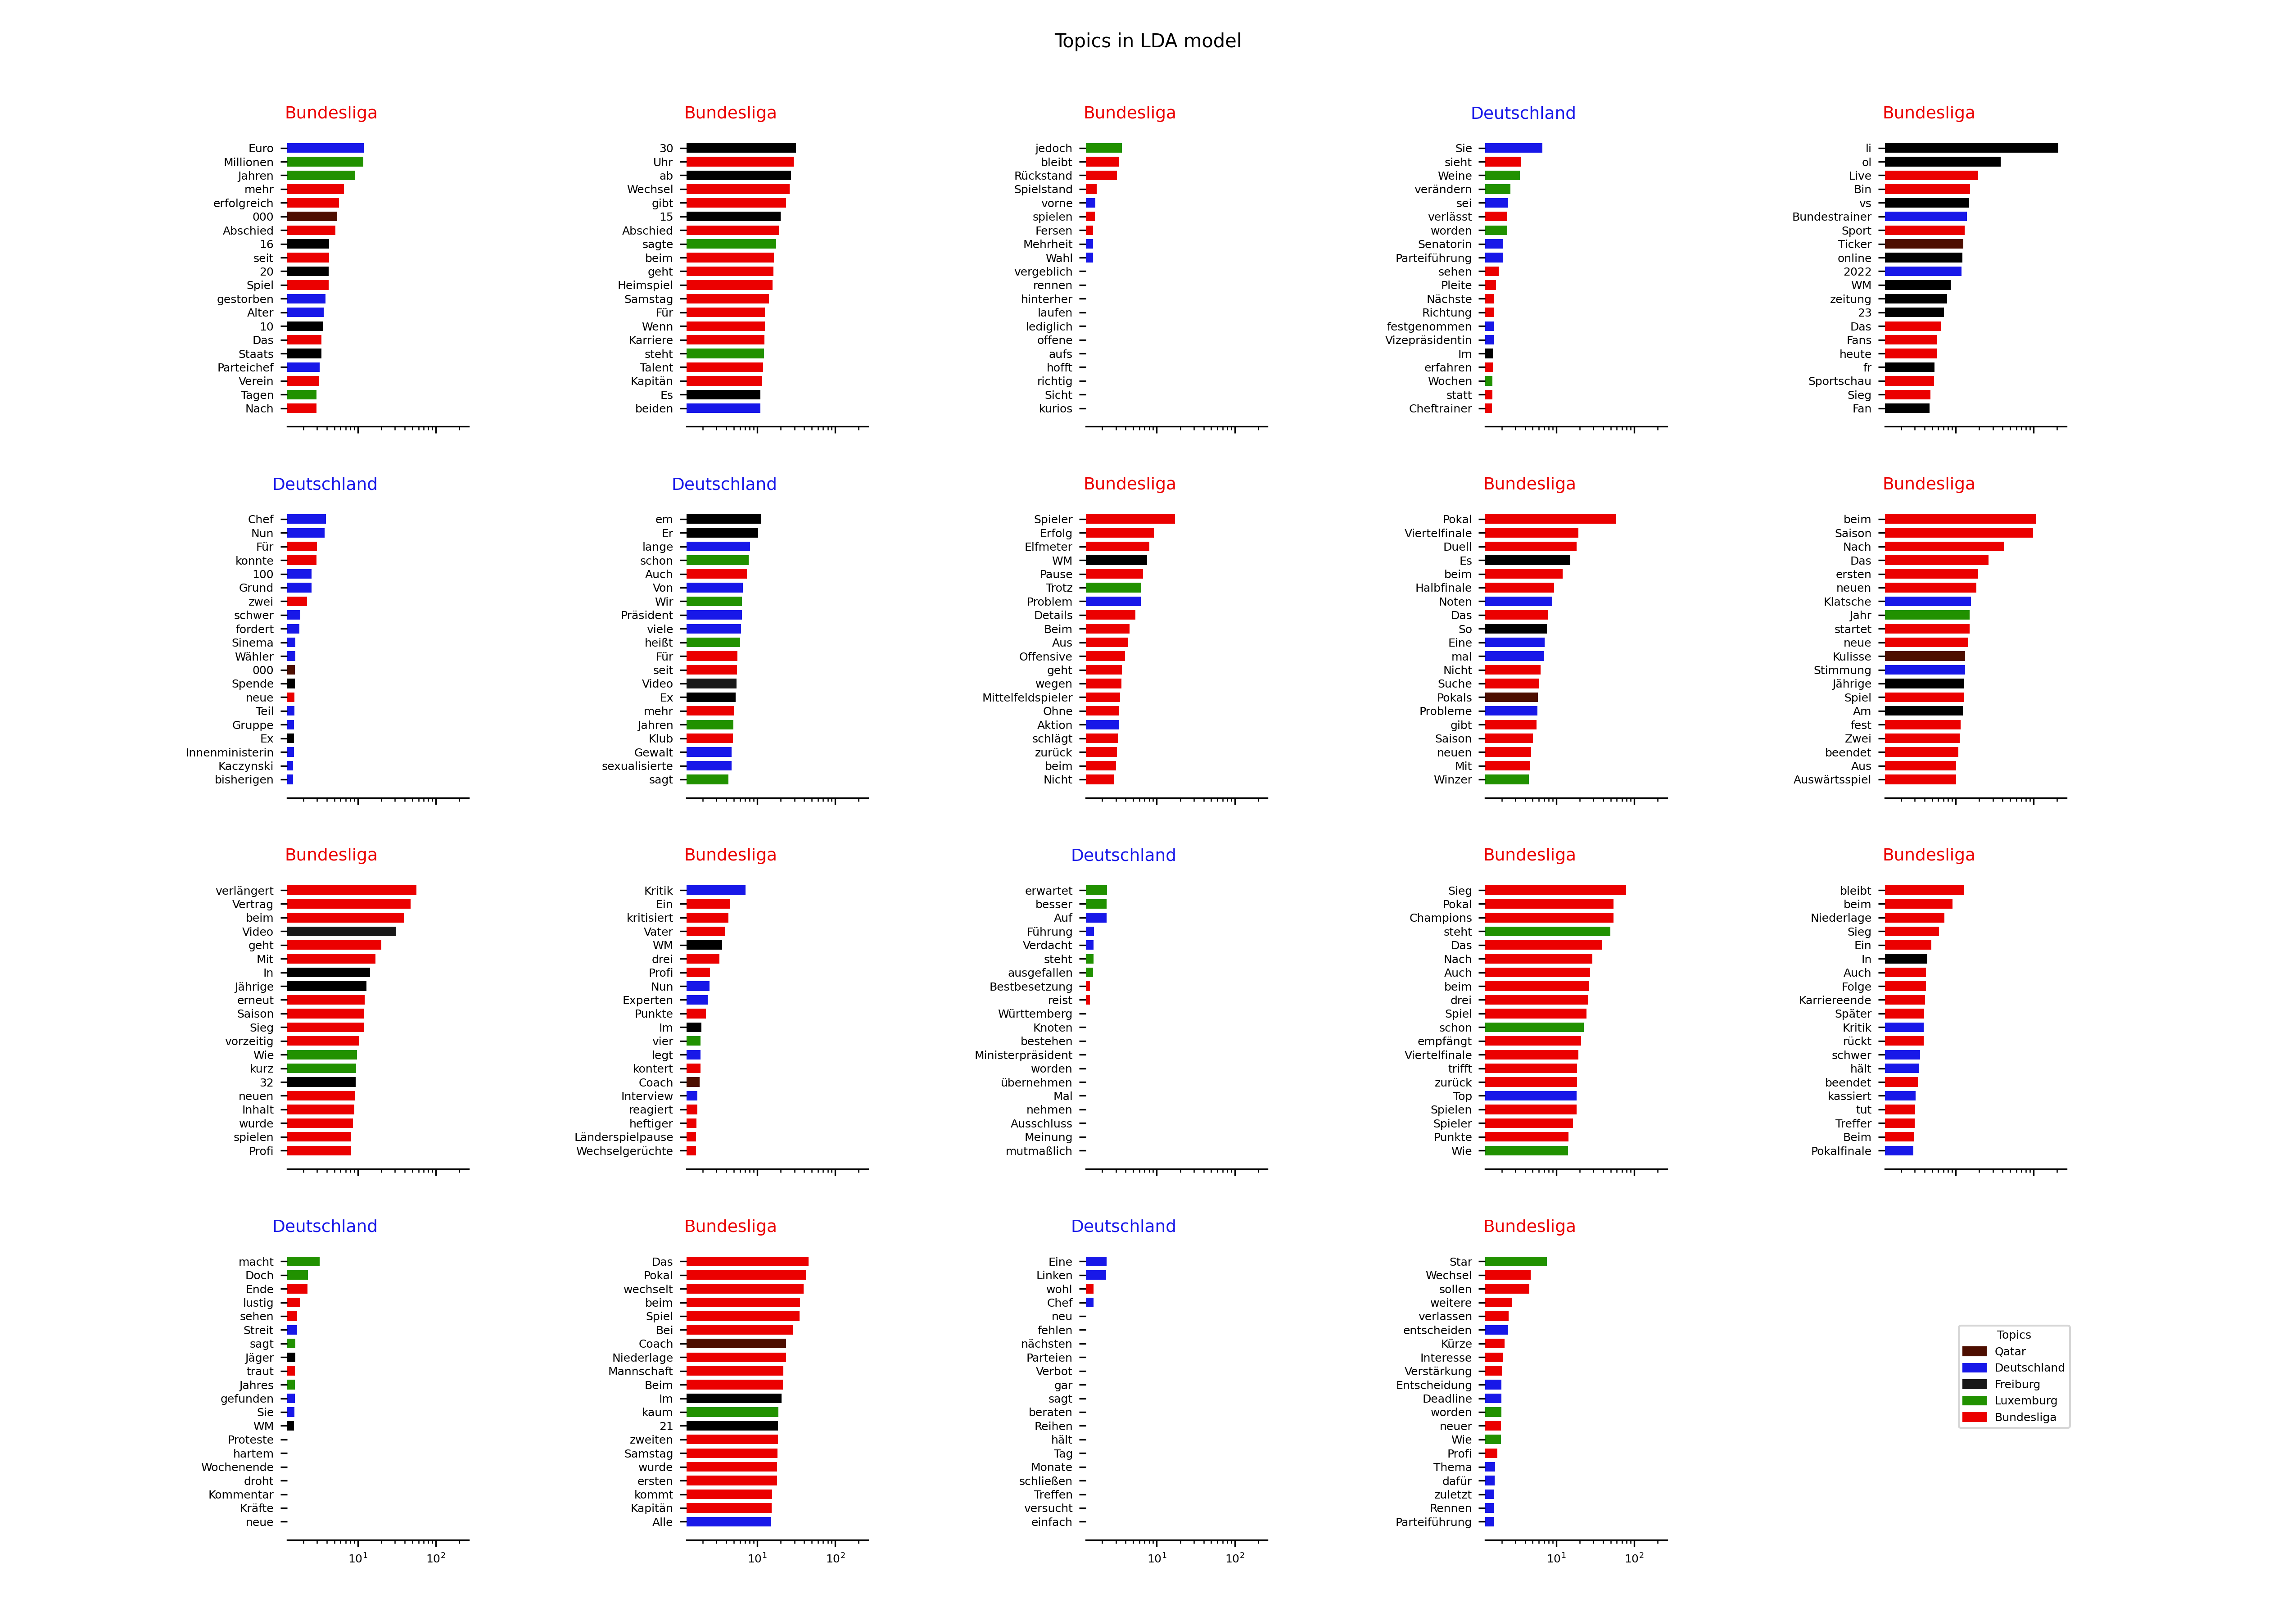 Topics in LDA model
Bundesliga
Euro
Millionen
Jahren
mehr
erfolgreich
000
Abschied
16
seit
20
Spiel
gestorben
Alter
10
Das
Staats
Parteichef
Verein
Tagen
Nach
Bundesliga
30
Uhr
ab
Wechsel
gibt
15
Abschied
sagte
beim
geht
Heimspiel
Samstag
Für
Wenn
Karriere
steht
Talent
Kapitän
Es
beiden
Bundesliga
jedoch
bleibt
Rückstand
Spielstand
vorne
spielen
Fersen
Mehrheit
Wahl
vergeblich
rennen
hinterher
laufen
lediglich
offene
aufs
hofft
richtig
Sicht
kurios
Deutschland
Sie
sieht
Weine
verändern
sei
verlässt
worden
Senatorin
Parteiführung
sehen
Pleite
Nächste
Richtung
festgenommen
Vizepräsidentin
Im
erfahren
Wochen
statt
Cheftrainer
Bundesliga
li
ol
Live
Bin
vs
Bundestrainer
Sport
Ticker
online
2022
WM
zeitung
23
Das
Fans
heute
fr
Sportschau
Sieg
Fan
Deutschland
Chef
Nun
Für
konnte
100
Grund
zwei
schwer
fordert
Sinema
Wähler
000
Spende
neue
Teil
Gruppe
Ex
Innenministerin
Kaczynski
bisherigen
Deutschland
em
Er
lange
schon
Auch
Von
Wir
Präsident
viele
heißt
Für
seit
Video
Ex
mehr
Jahren
Klub
Gewalt
sexualisierte
sagt
Bundesliga
Spieler
Erfolg
Elfmeter
WM
Pause
Trotz
Problem
Details
Beim
Aus
Offensive
geht
wegen
Mittelfeldspieler
Ohne
Aktion
schlägt
zurück
beim
Nicht
Bundesliga
Pokal
Viertelfinale
Duell
Es
beim
Halbfinale
Noten
Das
So
Eine
mal
Nicht
Suche
Pokals
Probleme
gibt
Saison
neuen
Mit
Winzer
Bundesliga
beim
Saison
Nach
Das
ersten
neuen
Klatsche
Jahr
startet
neue
Kulisse
Stimmung
Jährige
Spiel
Am
fest
Zwei
beendet
Aus
Auswärtsspiel
Bundesliga
verlängert
Vertrag
beim
Video
geht
Mit
In
Jährige
erneut
Saison
Sieg
vorzeitig
Wie
kurz
32
neuen
Inhalt
wurde
spielen
Profi
Bundesliga
Kritik
Ein
kritisiert
Vater
WM
drei
Profi
Nun
Experten
Punkte
Im
vier
legt
kontert
Coach
Interview
reagiert
heftiger
Länderspielpause
Wechselgerüchte
Deutschland
erwartet
besser
Auf
Führung
Verdacht
steht
ausgefallen
Bestbesetzung
reist
Württemberg
Knoten
bestehen
Ministerpräsident
worden
übernehmen
Mal
nehmen
Ausschluss
Meinung
mutmaßlich
Bundesliga
Sieg
Pokal
Champions
steht
Das
Nach
Auch
beim
drei
Spiel
schon
empfängt
Viertelfinale
trifft
zurück
Top
Spielen
Spieler
Punkte
Wie
Bundesliga
bleibt
beim
Niederlage
Sieg
Ein
In
Auch
Folge
Karriereende
Später
Kritik
rückt
schwer
hält
beendet
kassiert
tut
Treffer
Beim
Pokalfinale
Deutschland
macht
Doch
Ende
lustig
sehen
Streit
sagt
Jäger
traut
Jahres
gefunden
Sie
WM
Proteste
hartem
Wochenende
droht
Kommentar
Kräfte
neue
10¹ 10²
Bundesliga
Das
Pokal
wechselt
beim
Spiel
Bei
Coach
Niederlage
Mannschaft
Beim
Im
kaum
21
zweiten
Samstag
wurde
ersten
kommt
Kapitän
Alle
10¹ 10²
Deutschland
Eine
Linken
wohl
Chef
neu
fehlen
nächsten
Parteien
Verbot
gar
sagt
beraten
Reihen
hält
Tag
Monate
schließen
Treffen
versucht
einfach
10¹ 10²
Bundesliga
Star
Wechsel
sollen
weitere
verlassen
entscheiden
Kürze
Interesse
Verstärkung
Entscheidung
Deadline
worden
neuer
Wie
Profi
Thema
dafür
zuletzt
Rennen
Parteiführung
10¹ 10²
Topics
Qatar
Deutschland
Freiburg
Luxemburg
Bundesliga